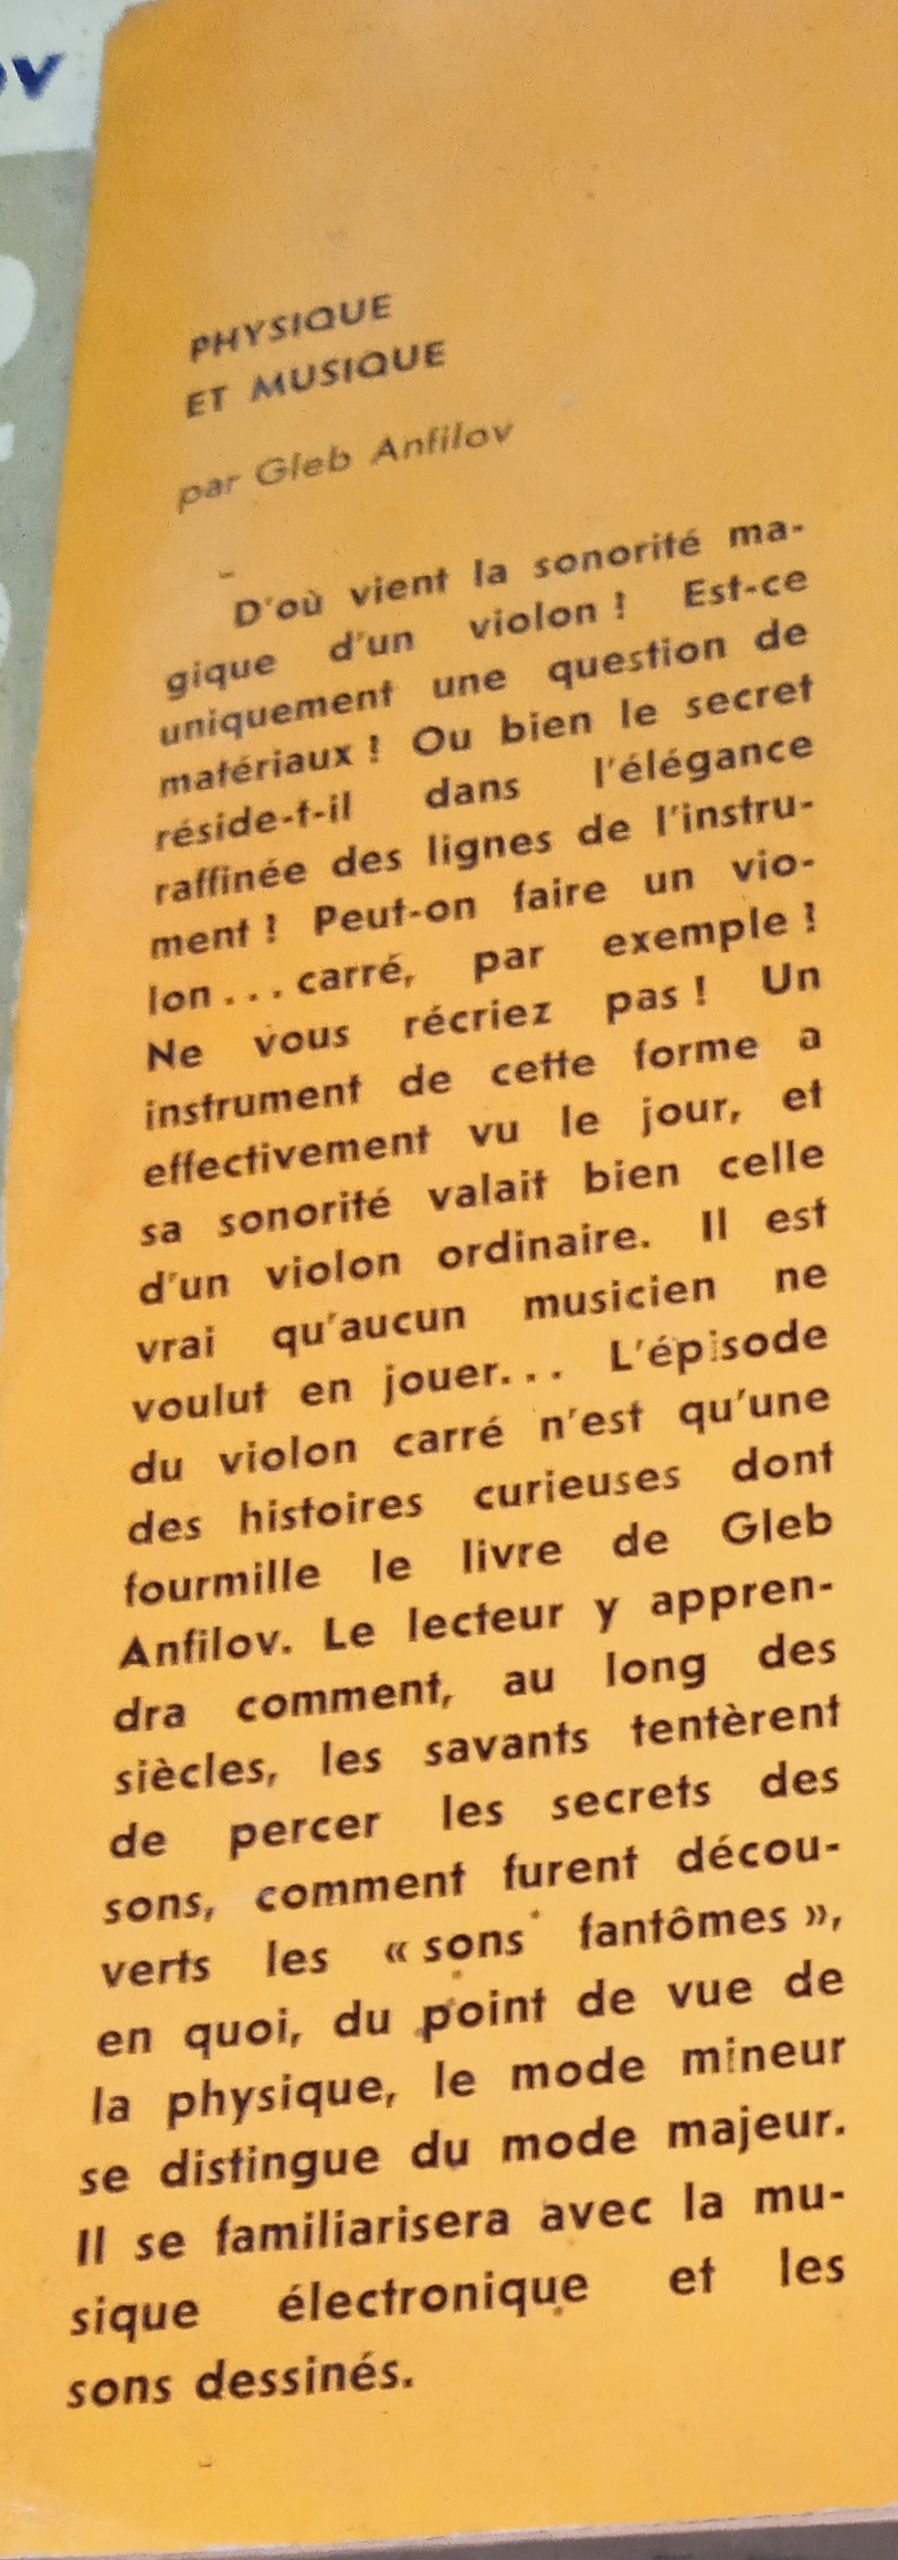 PHYSIQUE
ET MUSIQUE
par Gleb Anfilov
D'où vient la sonorité ma-
gique d'un violon ? Est-ce
uniquement une question de
matériaux ? Ou bien le secret
réside-t-il dans l'élégance
raffinée des lignes de l'instru-
ment ? Peut-on faire un vio-
lon... carré, par exemple ?
Ne vous récriez pas ! Un
instrument de cette forme a
effectivement vu le jour, et
sa sonorité valait bien celle
d'un violon ordinaire. Il est
vrai qu'aucun musicien ne
voulut en jouer... L'épisode
du violon carré n'est qu'une
des histoires curieuses dont
fourmille le livre de Gleb
Anfilov. Le lecteur y appren-
dra comment, au long des
siècles, les savants tentèrent
de percer les secrets des
sons, comment furent décou-
verts les « sons fantômes »,
en quoi, du point de vue de
la physique, le mode mineur
se distingue du mode majeur.
Il se familiarisera avec la mu-
sique électronique et les
sons dessinés.